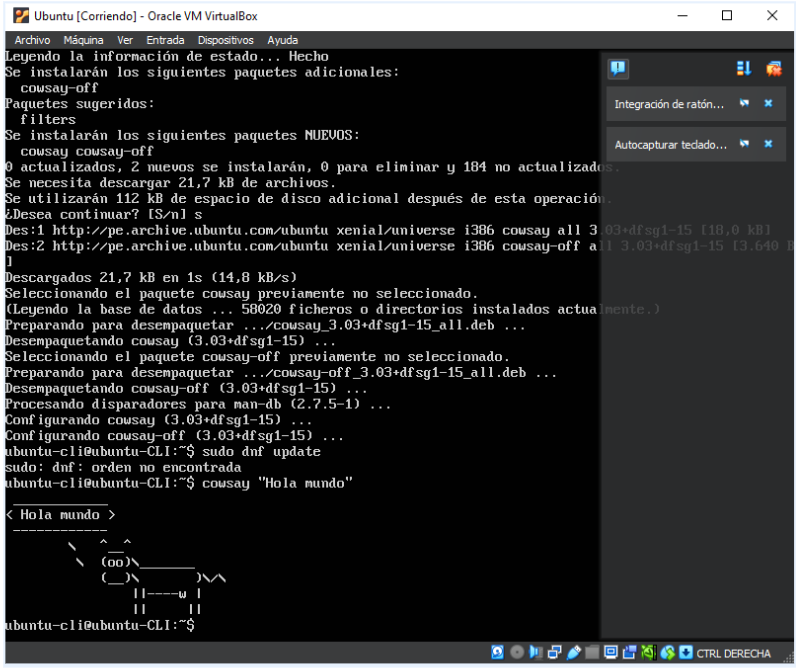 Ubuntu [Corriendo] - Oracle VM VirtualBox
Archivo Máquina Ver Entrada Dispositivos Ayuda
Leyendo la información de estado... Hecho
Se instalarán los siguientes paquetes adicionales:
  cowsay-off
Paquetes sugeridos:
  filters
Se instalarán los siguientes paquetes NUEVOS:
  cowsay cowsay-off
0 actualizados, 2 nuevos se instalarán, 0 para eliminar y 184 no actualizados.
Se necesita descargar 21,7 kB de archivos.
Se utilizarán 112 kB de espacio de disco adicional después de esta operación.
¿Desea continuar? [S/n] s
Des:1 http://pe.archive.ubuntu.com/ubuntu xenial/universe i386 cowsay all 3.03+dfsg1-15 [18,0 kB]
Des:2 http://pe.archive.ubuntu.com/ubuntu xenial/universe i386 cowsay-off all 3.03+dfsg1-15 [3.640 B
]
Descargados 21,7 kB en 1s (14,8 kB/s)
Seleccionando el paquete cowsay previamente no seleccionado.
(Leyendo la base de datos ... 58020 ficheros o directorios instalados actualmente.)
Preparando para desempaquetar .../cowsay_3.03+dfsg1-15_all.deb ...
Desempaquetando cowsay (3.03+dfsg1-15) ...
Seleccionando el paquete cowsay-off previamente no seleccionado.
Preparando para desempaquetar .../cowsay-off_3.03+dfsg1-15_all.deb ...
Desempaquetando cowsay-off (3.03+dfsg1-15) ...
Procesando disparadores para man-db (2.7.5-1) ...
Configurando cowsay (3.03+dfsg1-15) ...
Configurando cowsay-off (3.03+dfsg1-15) ...
ubuntu-cli@ubuntu-CLI:~$ sudo dnf update
sudo: dnf: orden no encontrada
ubuntu-cli@ubuntu-CLI:~$ cowsay "Hola mundo"
 ____________
< Hola mundo >
 ------------
        \   ^__^
         \  (oo)\_______
            (__)\       )\/\
                ||----w |
                ||     ||
ubuntu-cli@ubuntu-CLI:~$
Integración de ratón...
Autocapturar teclado...
CTRL DERECHA